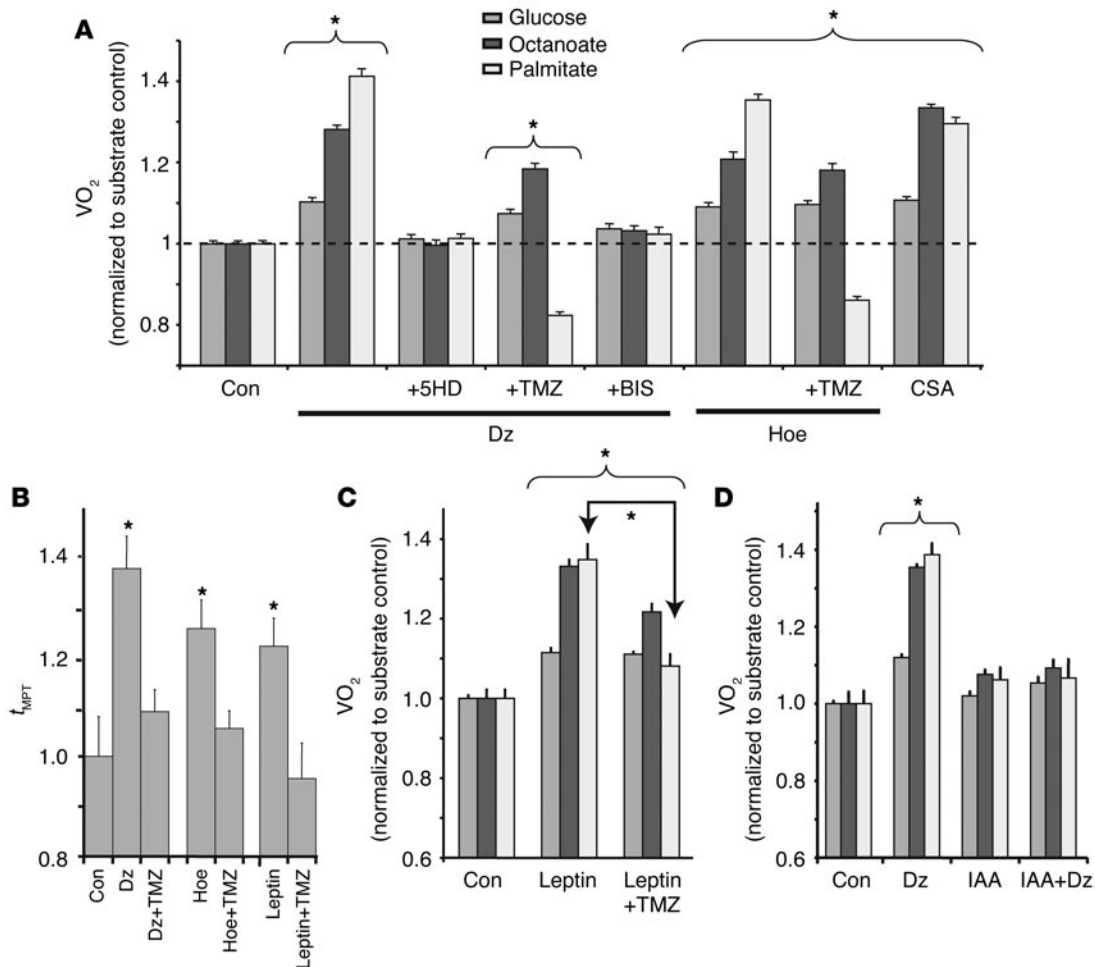 A
*
Glucose
Octanoate
Palmitate
*
*
VO2
(normalized to substrate control)
1.4
1.2
1
0.8
Con
+5HD
+TMZ
+BIS
+TMZ
CSA
Dz
Hoe
B
tMPT
1.4
1.2
1.0
0.8
*
*
*
Con
Dz
Dz+TMZ
Hoe
Hoe+TMZ
Leptin
Leptin+TMZ
C
*
*
VO2
(normalized to substrate control)
1.4
1.2
1.0
0.8
0.6
Con
Leptin
Leptin
+TMZ
D
*
VO2
(normalized to substrate control)
1.4
1.2
1.0
0.8
0.6
Con
Dz
IAA
IAA+Dz